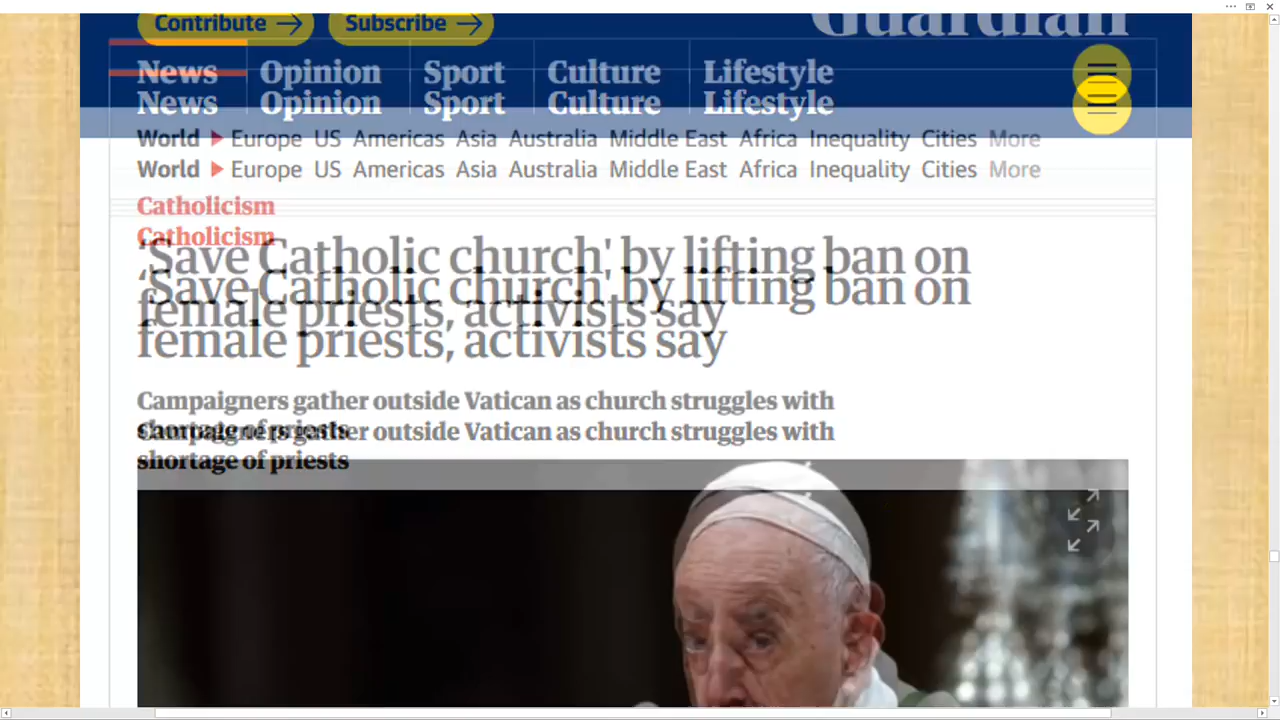 Contribute → Subscribe →
Guardian
News Opinion Sport Culture Lifestyle
News Opinion Sport Culture Lifestyle
World Europe US Americas Asia Australia Middle East Africa Inequality Cities More
World Europe US Americas Asia Australia Middle East Africa Inequality Cities More
Catholicism
Catholicism
'Save Catholic church' by lifting ban on
'Save Catholic church' by lifting ban on
female priests, activists say
female priests, activists say
Campaigners gather outside Vatican as church struggles with
shortage of priests
Campaigners gather outside Vatican as church struggles with
shortage of priests